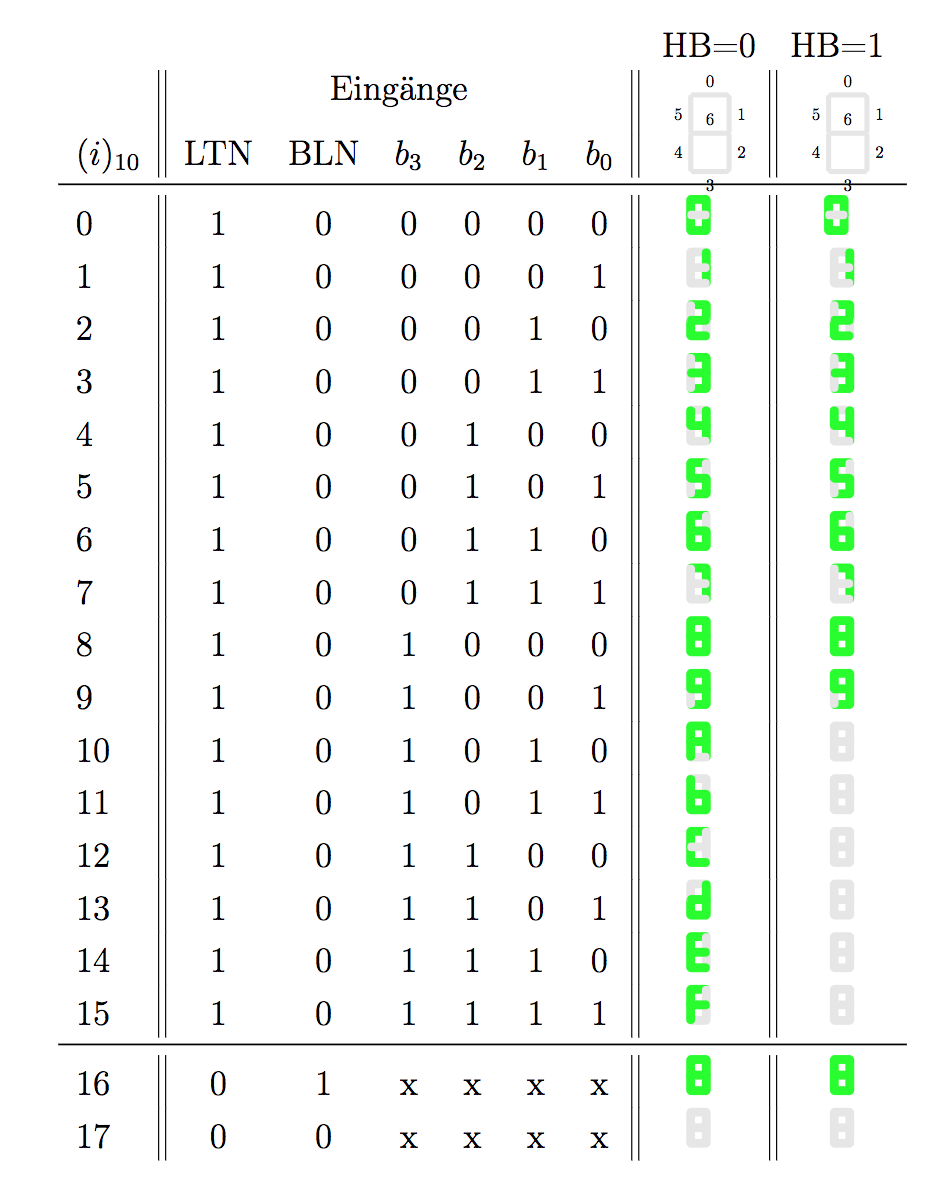 HB=0 HB=1
Eingänge
0 0
5 6 1 5 6 1
4 2 4 2
3 3
(i)₁₀ LTN BLN b₃ b₂ b₁ b₀
0 1 0 0 0 0 0 0 0
1 1 0 0 0 0 1 1 1
2 1 0 0 0 1 0 2 2
3 1 0 0 0 1 1 3 3
4 1 0 0 1 0 0 4 4
5 1 0 0 1 0 1 5 5
6 1 0 0 1 1 0 6 6
7 1 0 0 1 1 1 7 7
8 1 0 1 0 0 0 8 8
9 1 0 1 0 0 1 9 9
10 1 0 1 0 1 0 A
11 1 0 1 0 1 1 b
12 1 0 1 1 0 0 C
13 1 0 1 1 0 1 d
14 1 0 1 1 1 0 E
15 1 0 1 1 1 1 F
16 0 1 x x x x 8 8
17 0 0 x x x x